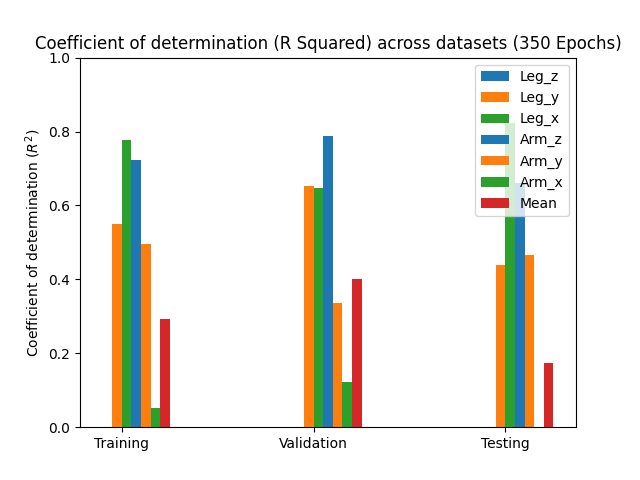 Coefficient of determination (R Squared) across datasets (350 Epochs)
Coefficient of determination (R²)
1.0
0.8
0.6
0.4
0.2
0.0
Training
Validation
Testing
Leg_z
Leg_y
Leg_x
Arm_z
Arm_y
Arm_x
Mean